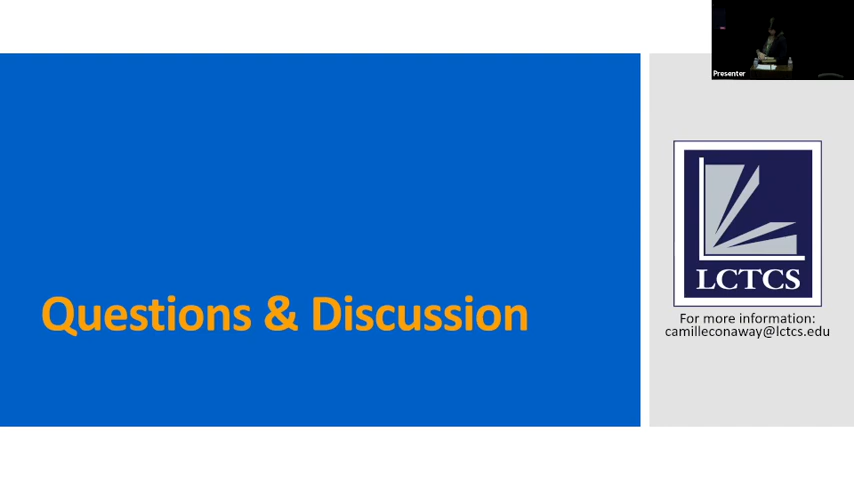 Presenter
Questions & Discussion
LCTCS
For more information:
camilleconaway@lctcs.edu